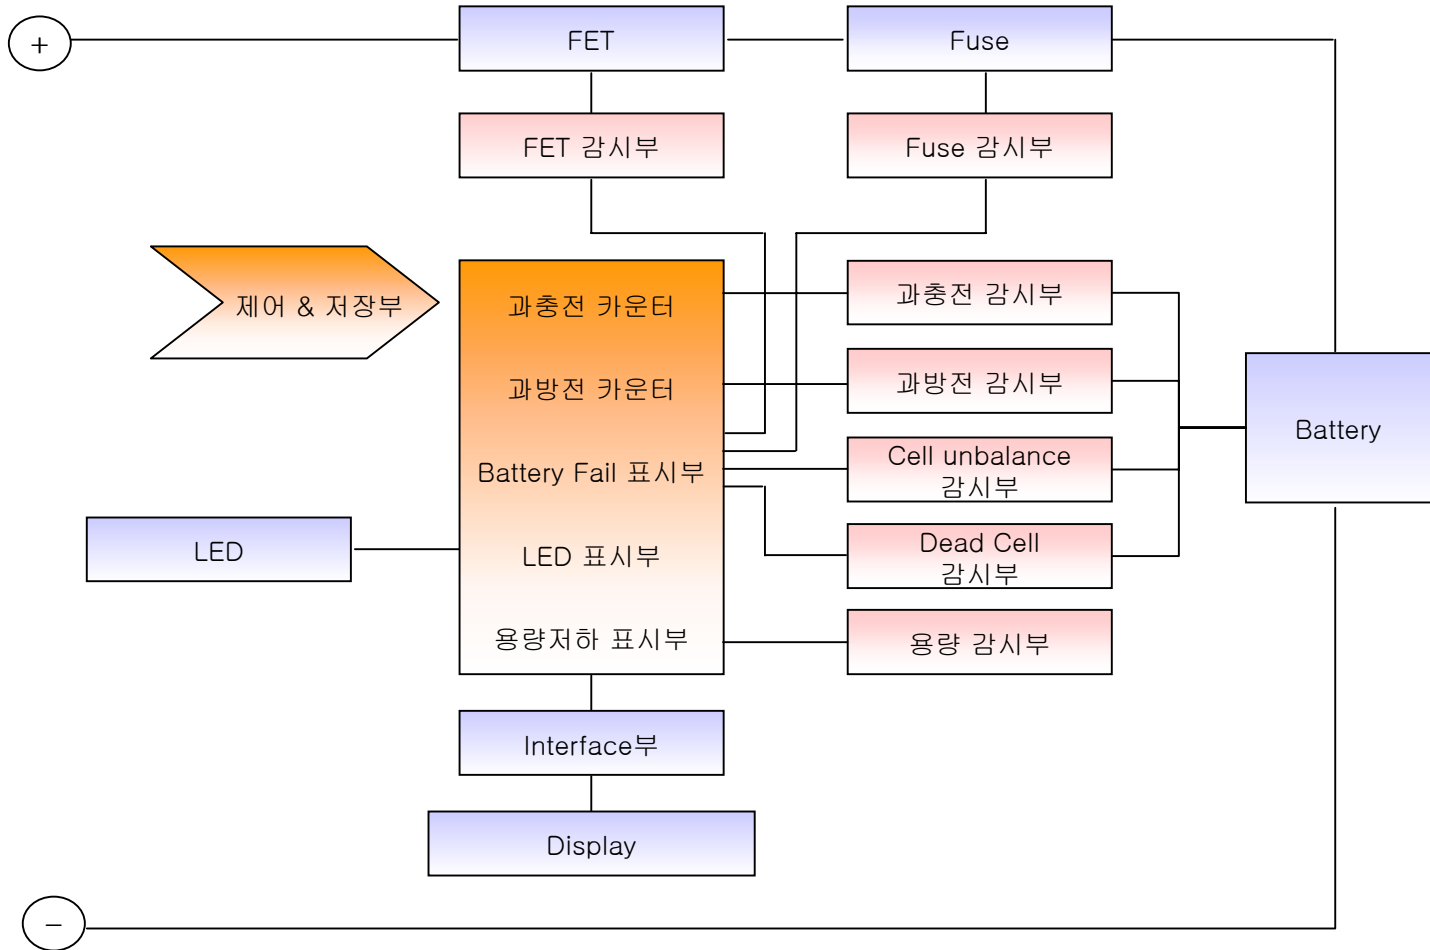 +
FET
Fuse
FET 감시부
Fuse 감시부
제어 & 저장부
과충전 카운터
과충전 감시부
과방전 카운터
과방전 감시부
Battery
Battery Fail 표시부
Cell unbalance
감시부
LED
LED 표시부
Dead Cell
감시부
용량저하 표시부
용량 감시부
Interface부
Display
−